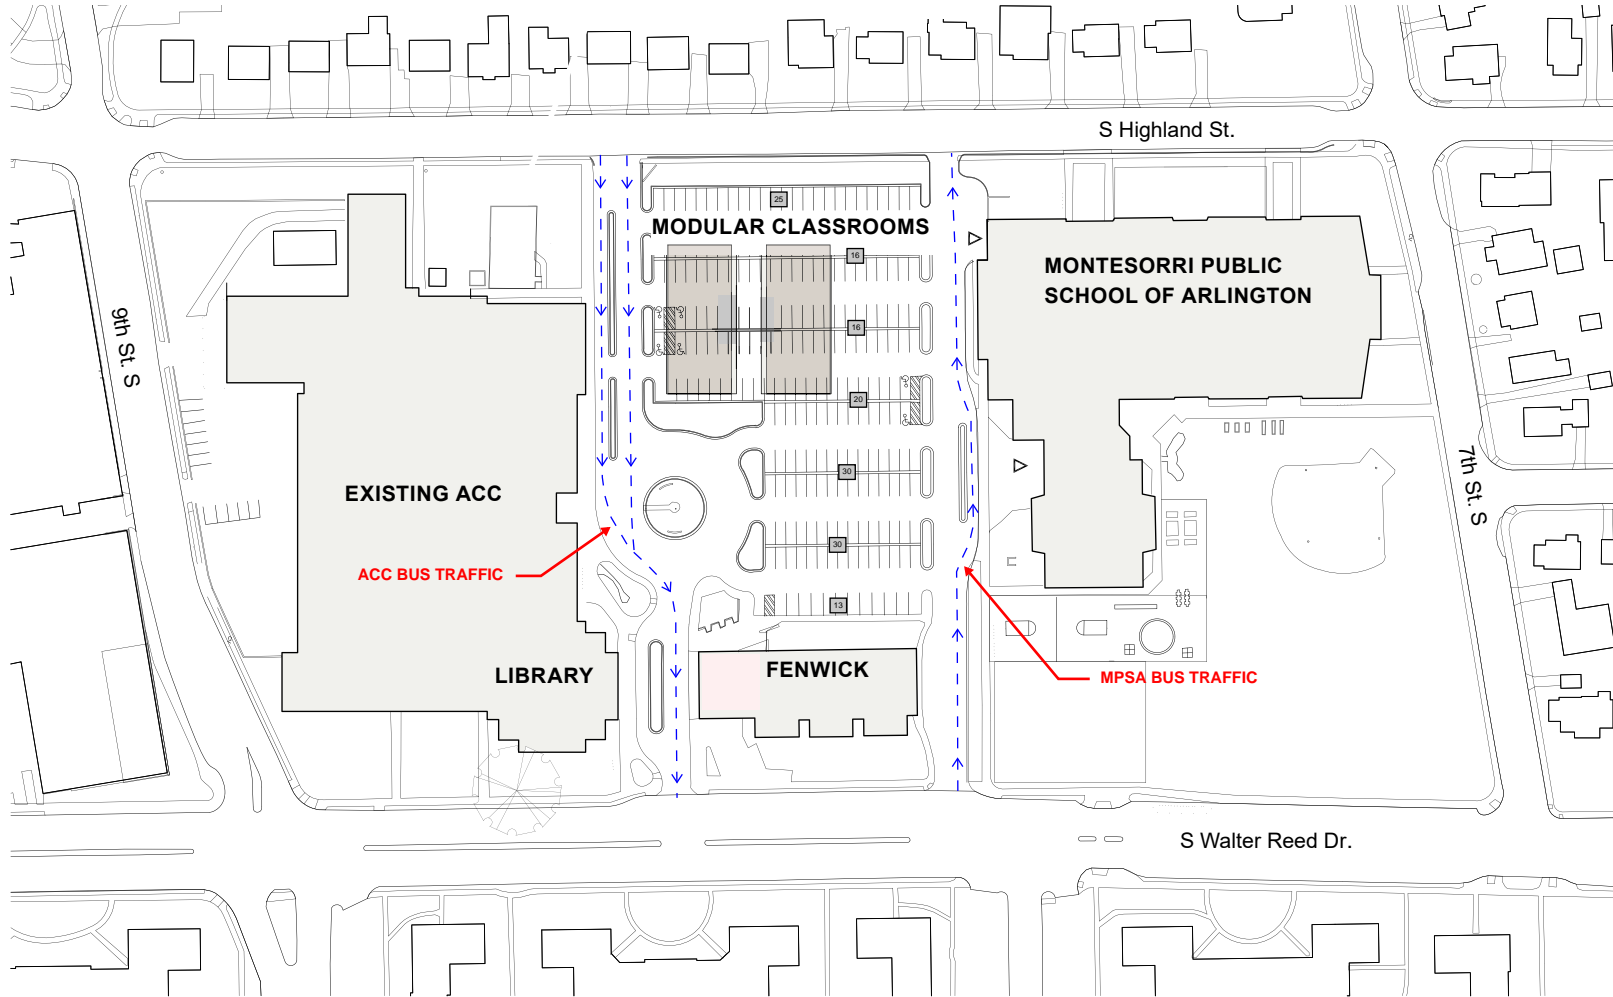 S Highland St.
25
MODULAR CLASSROOMS
16
MONTESORRI PUBLIC
SCHOOL OF ARLINGTON
9th St. S
16
20
7th St. S
30
EXISTING ACC
30
ACC BUS TRAFFIC
13
LIBRARY
FENWICK
MPSA BUS TRAFFIC
S Walter Reed Dr.